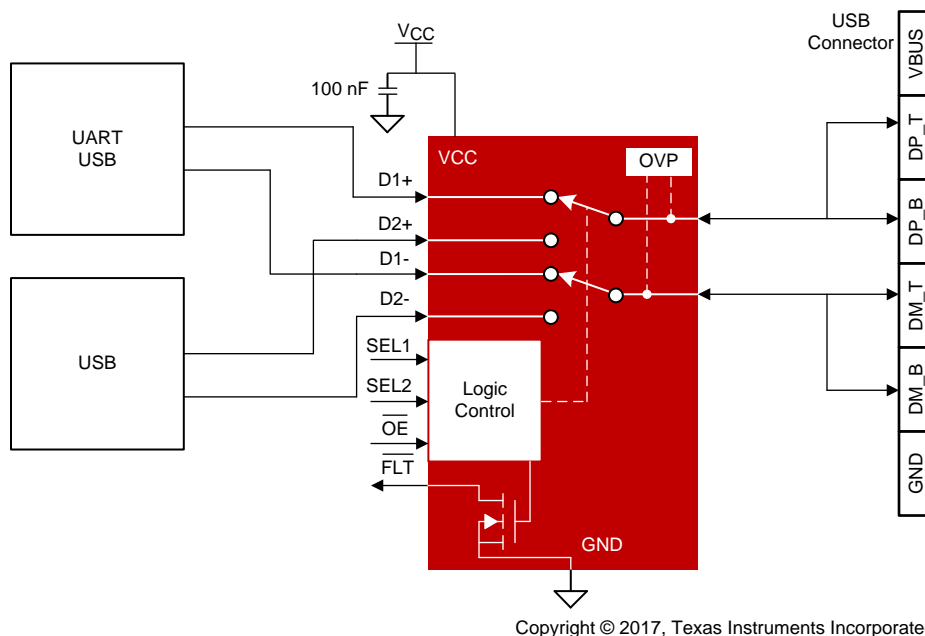 USB
Connector
VBUS
DP_T
DP_B
DM_T
DM_B
GND
VCC
100 nF
UART
USB
USB
D1+
D2+
D1-
D2-
SEL1
SEL2
OE
FLT
VCC
OVP
Logic
Control
GND
Copyright © 2017, Texas Instruments Incorporate